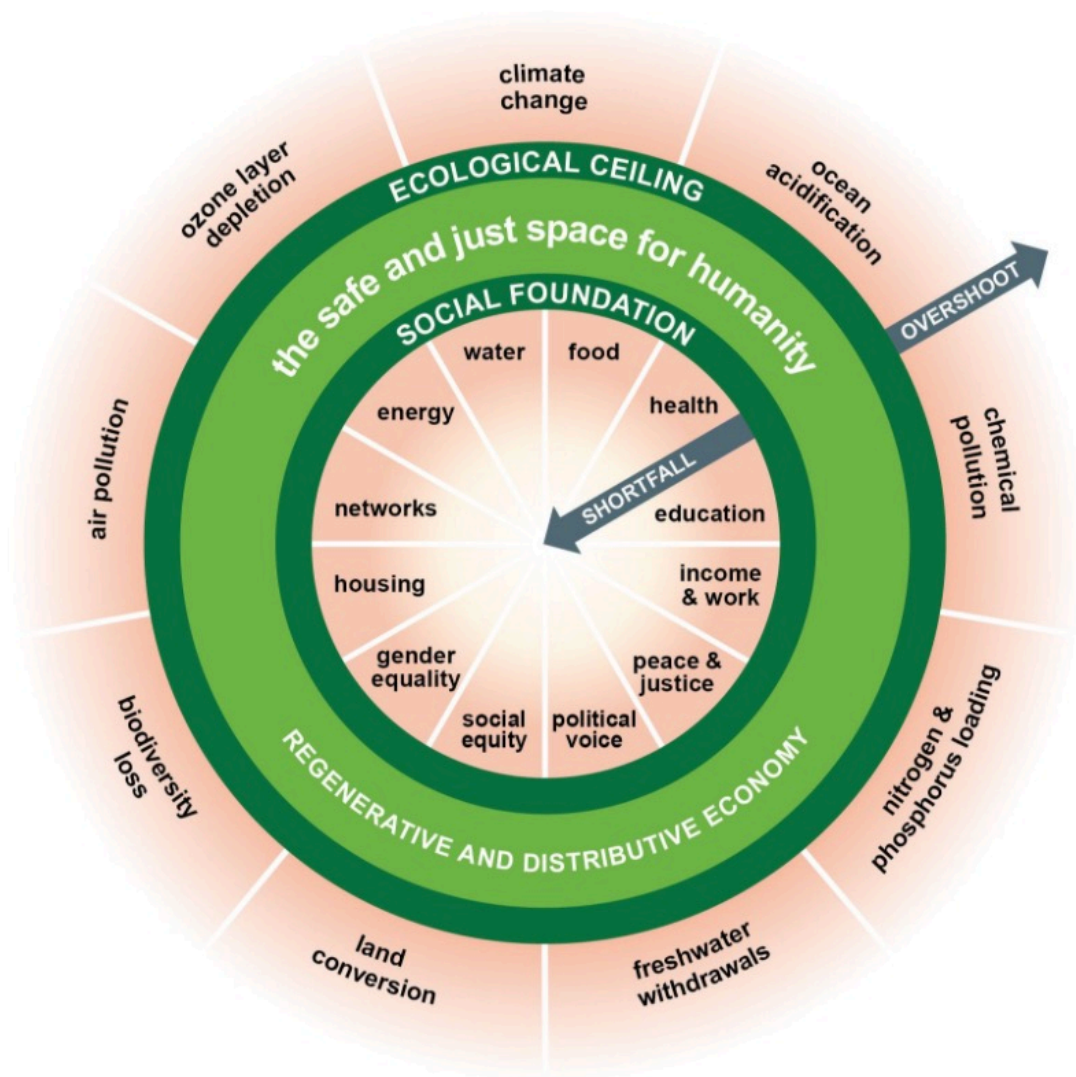 climate
change
ocean
acidification
OVERSHOOT
chemical
pollution
nitrogen &
phosphorus loading
freshwater
withdrawals
land
conversion
biodiversity
loss
air pollution
ozone layer
depletion
ECOLOGICAL CEILING
the safe and just space for humanity
SOCIAL FOUNDATION
water
food
health
SHORTFALL
education
income
& work
peace &
justice
political
voice
social
equity
gender
equality
housing
networks
energy
REGENERATIVE AND DISTRIBUTIVE ECONOMY